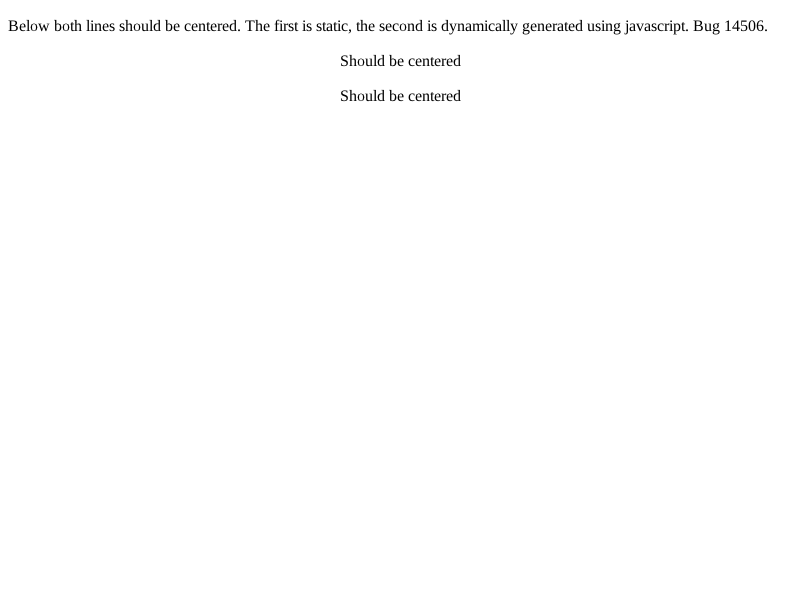 Below both lines should be centered. The first is static, the second is dynamically generated using javascript. Bug 14506.
Should be centered
Should be centered